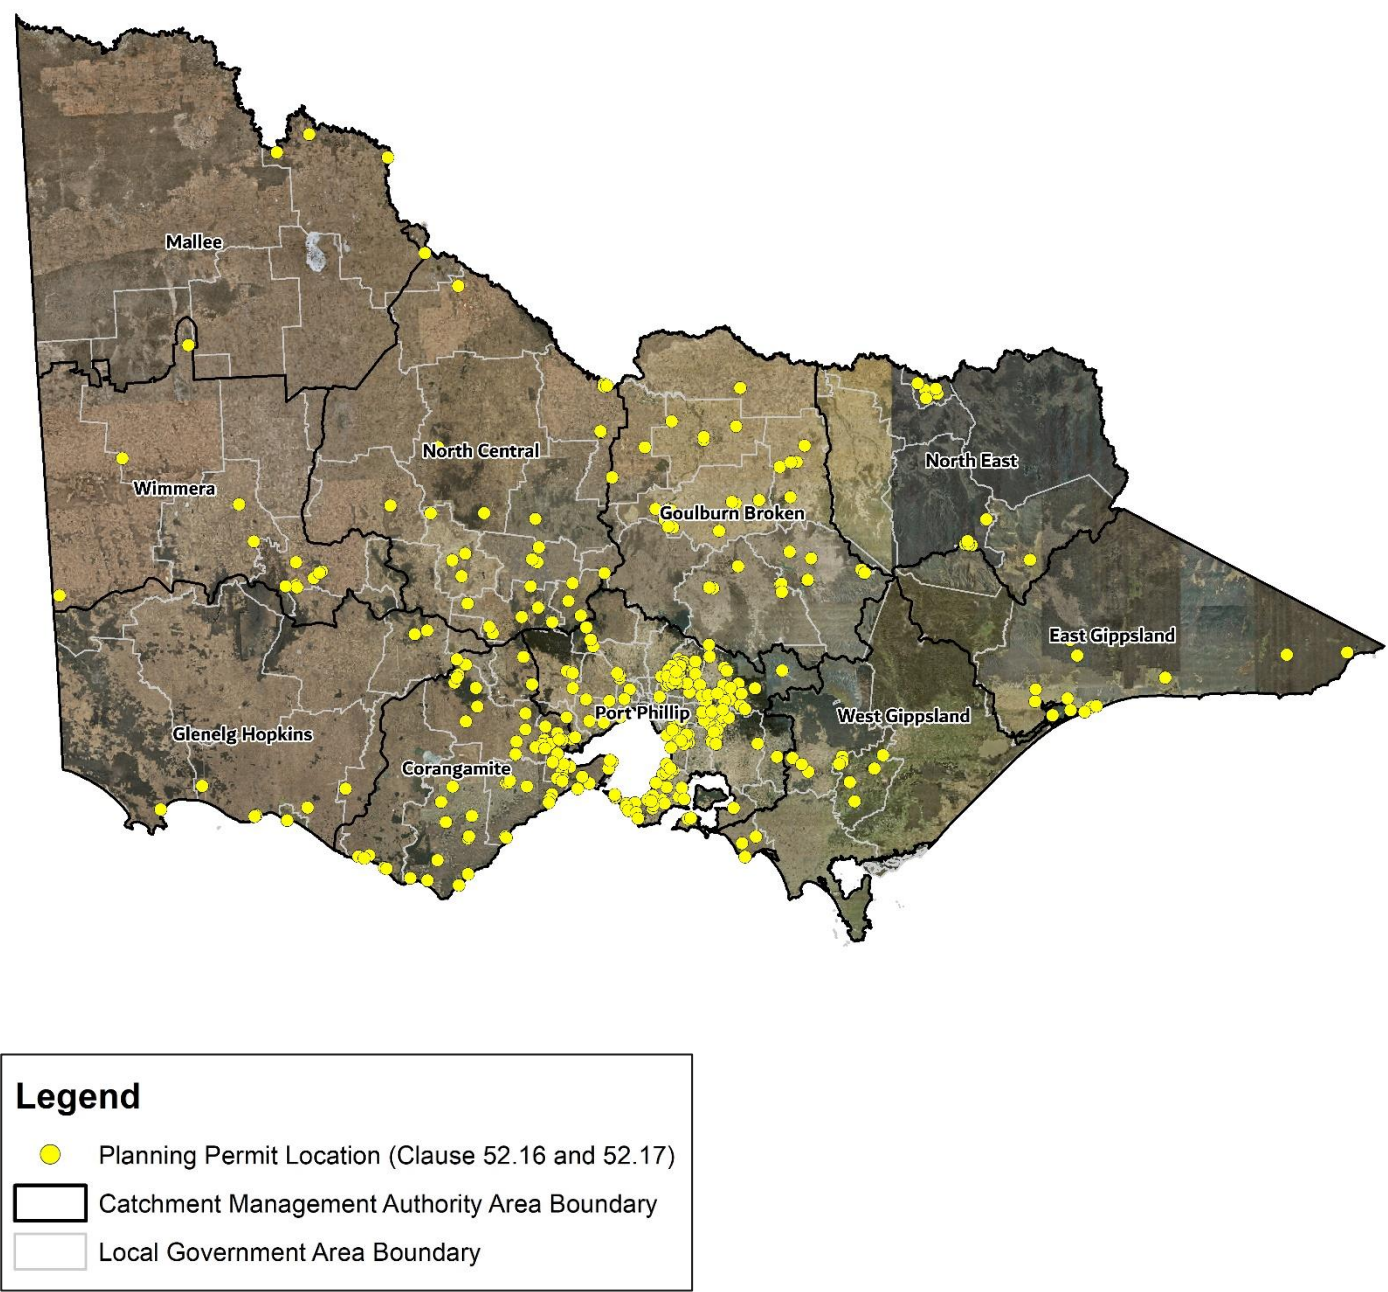 Mallee
North Central
Wimmera
North East
Goulburn Broken
East Gippsland
Port Phillip
West Gippsland
Glenelg Hopkins
Corangamite
Legend
Planning Permit Location (Clause 52.16 and 52.17)
Catchment Management Authority Area Boundary
Local Government Area Boundary